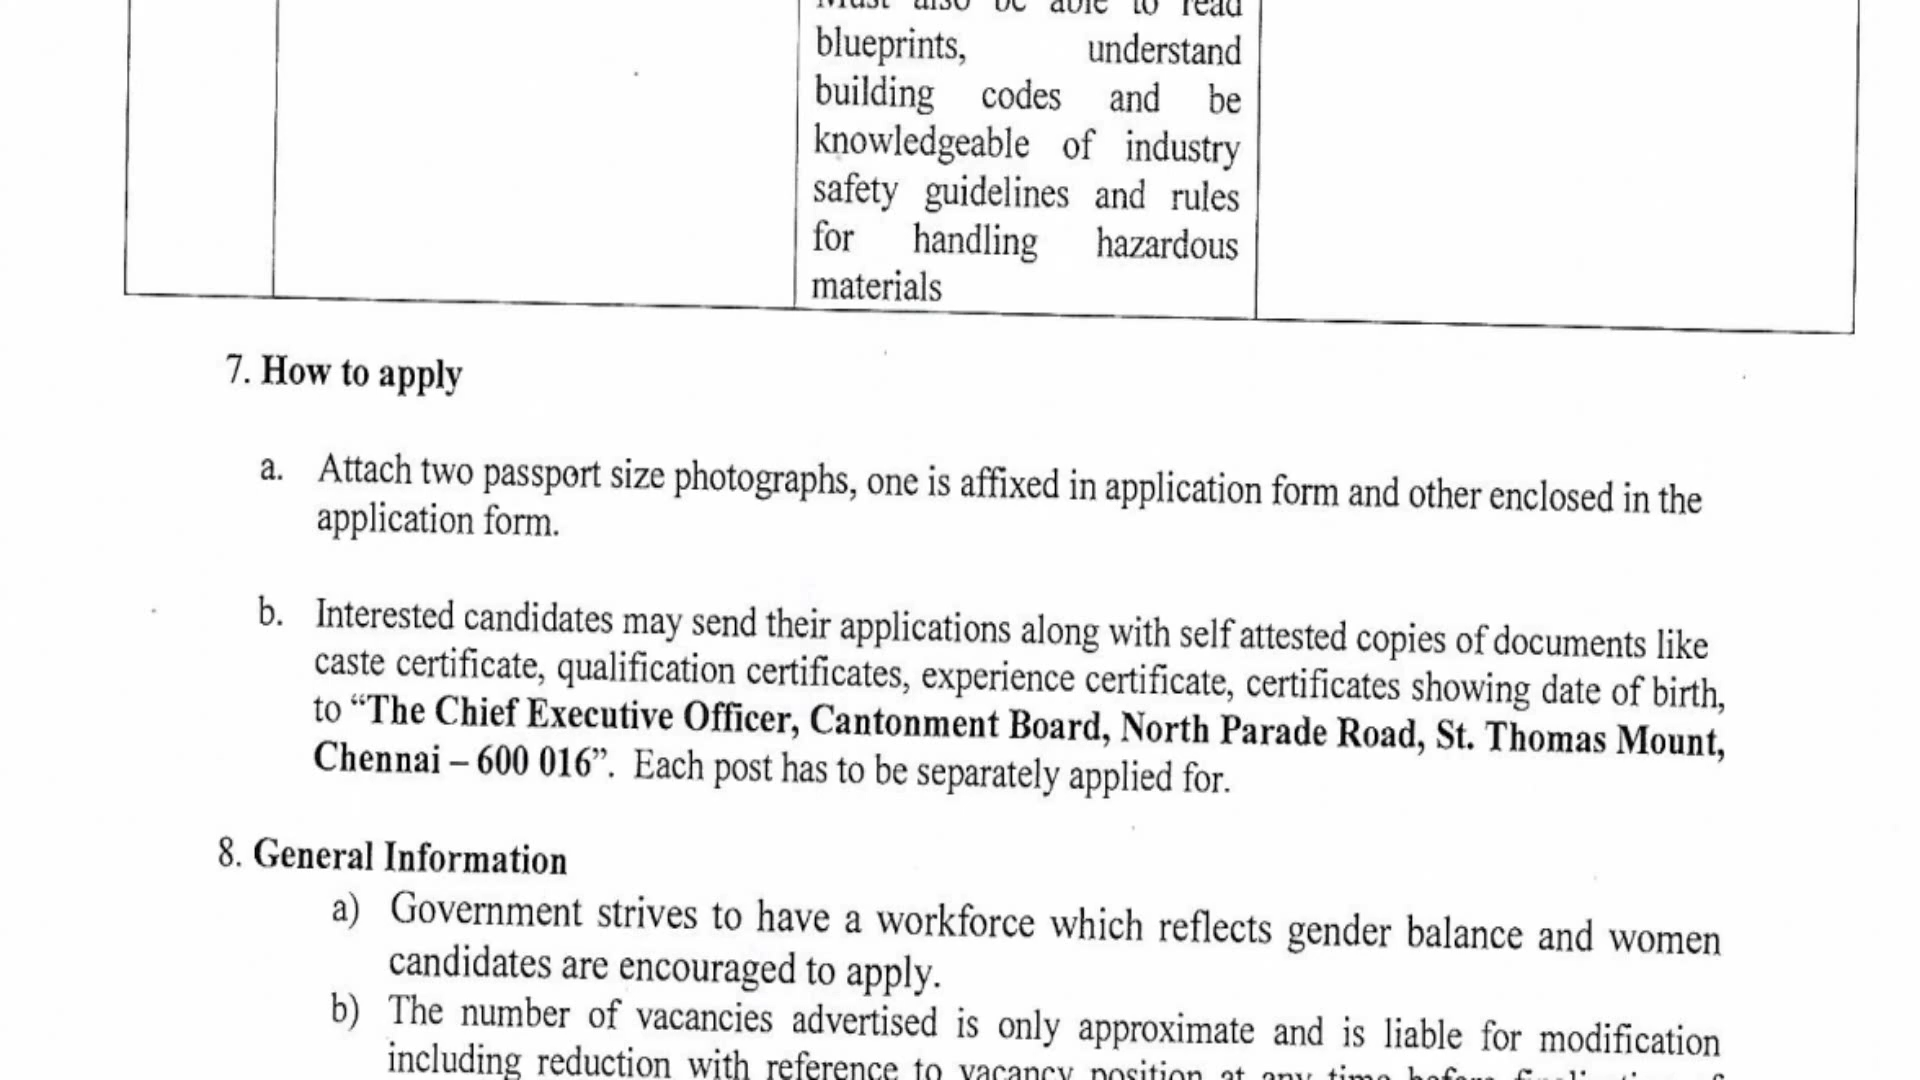 Must also be able to read
blueprints, understand
building codes and be
knowledgeable of industry
safety guidelines and rules
for handling hazardous
materials
7. How to apply
a. Attach two passport size photographs, one is affixed in application form and other enclosed in the
application form.
b. Interested candidates may send their applications along with self attested copies of documents like
caste certificate, qualification certificates, experience certificate, certificates showing date of birth,
to “The Chief Executive Officer, Cantonment Board, North Parade Road, St. Thomas Mount,
Chennai – 600 016”. Each post has to be separately applied for.
8. General Information
a) Government strives to have a workforce which reflects gender balance and women
candidates are encouraged to apply.
b) The number of vacancies advertised is only approximate and is liable for modification
including reduction with reference to vacancy position at any time before